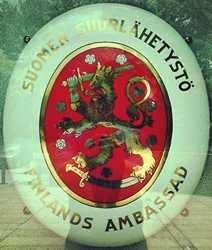 SUOMEN SUURLÄHETYSTÖ
FINLANDS AMBASSAD